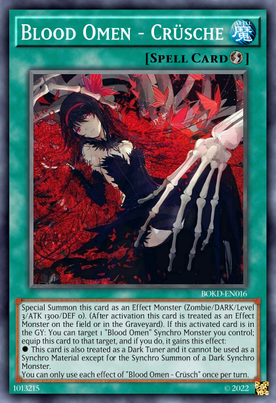 Blood Omen - Crüsche
魔
[Spell Card]
BOKD-EN016
Special Summon this card as an Effect Monster (Zombie/DARK/Level
3/ATK 1300/DEF 0). (After activation this card is treated as an Effect
Monster on the field or in the Graveyard). If this activated card is in
the GY: You can target 1 "Blood Omen" Synchro Monster you control;
equip this card to that target, and if you do, it gains this effect:
● This card is also treated as a Dark Tuner and it cannot be used as a
Synchro Material except for the Synchro Summon of a Dark Synchro
Monster.
You can only use each effect of "Blood Omen - Crüsch" once per turn.
1013215
© 2022